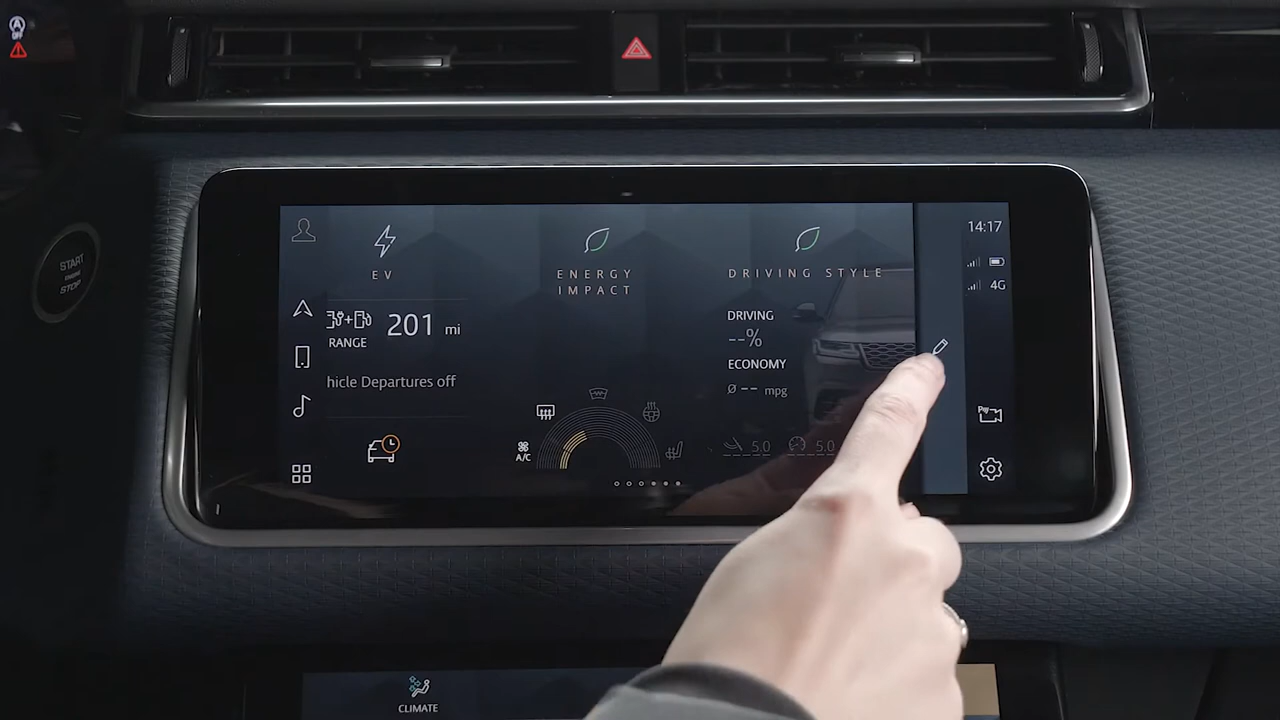 A
OFF
START
ENGINE
STOP
14:17
4G
EV
ENERGY
IMPACT
DRIVING STYLE
201 mi
RANGE
hicle Departures off
DRIVING
--%
ECONOMY
Ø -- mpg
A/C
5.0
5.0
CLIMATE